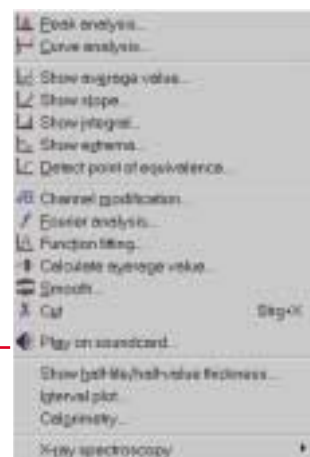 Peak analysis...
Curve analysis...
Show average value...
Show slope...
Show integral...
Show extrema...
Detect point of equivalence...
Channel modification...
Fourier analysis...
Function fitting...
Calculate average value...
Smooth...
Cut Strg+X
Play on soundcard...
Show half-life/half-value thickness...
Interval plot...
Calorimetry...
X-ray spectroscopy